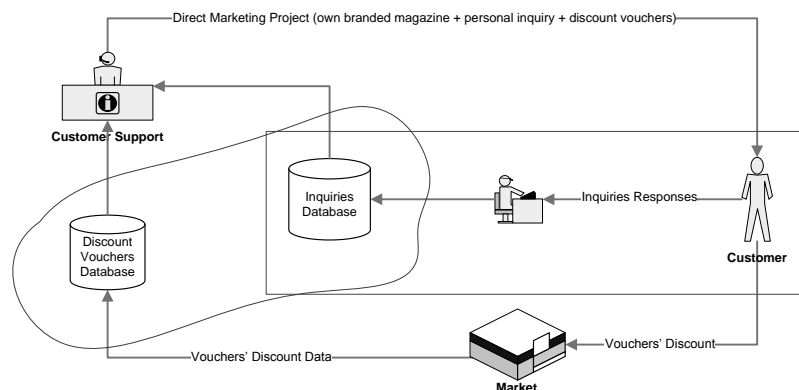 Direct Marketing Project (own branded magazine + personal inquiry + discount vouchers)
Customer Support
Inquiries
Database
Inquiries Responses
Discount
Vouchers
Database
Customer
Vouchers' Discount
Vouchers' Discount Data
Market